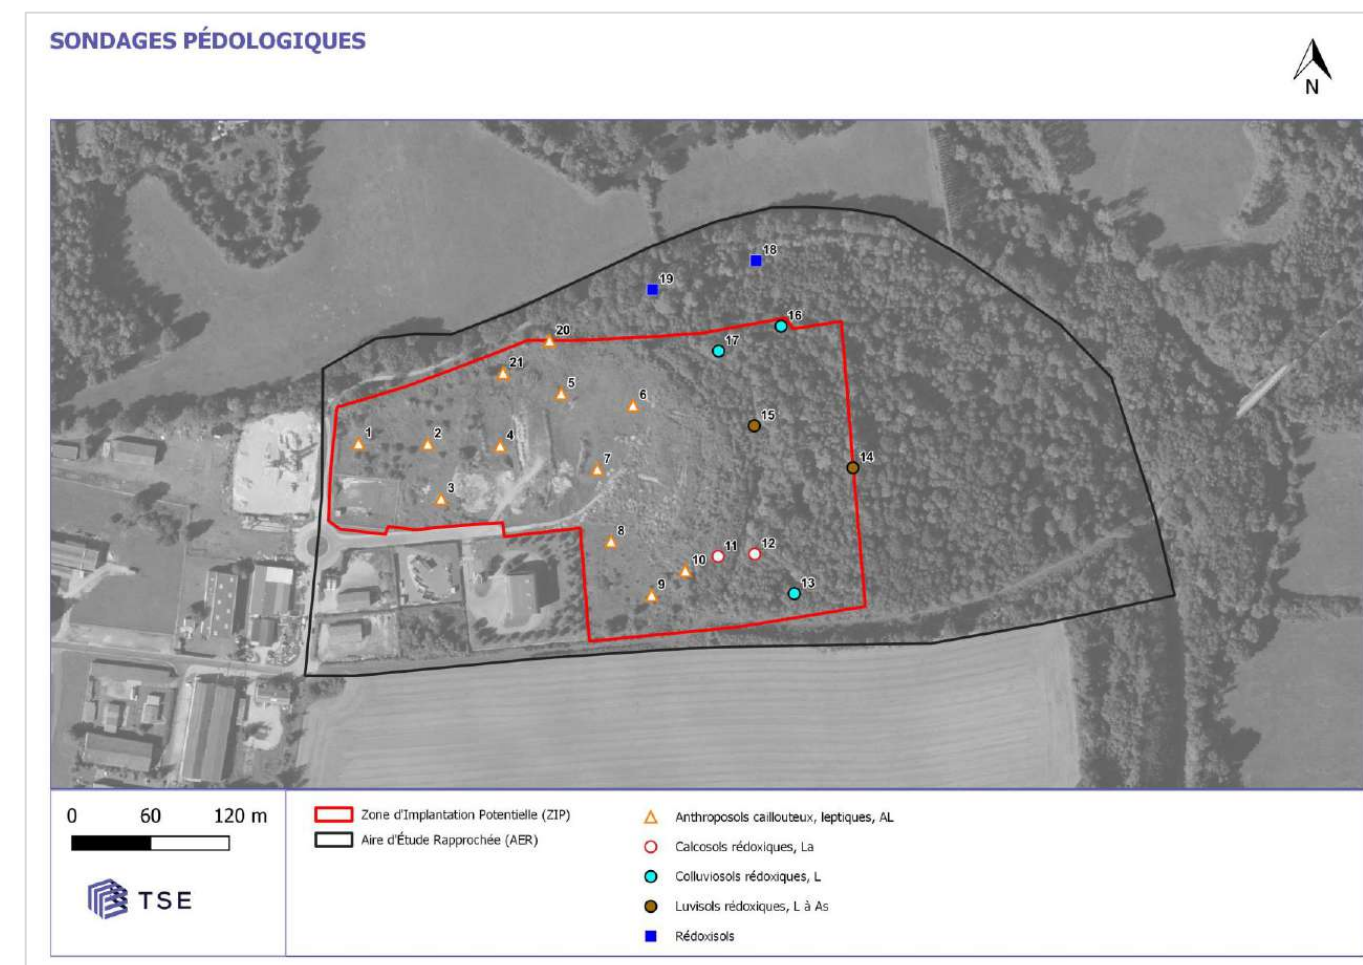 SONDAGES PÉDOLOGIQUES
N
18
19
16
20
17
21
5
6
15
1
2
4
14
7
3
8
11
12
10
13
9
0 60 120 m
Zone d'Implantation Potentielle (ZIP)
Aire d'Étude Rapprochée (AER)
TSE
Anthroposols caillouteux, leptiques, AL
Calcosols rédoxiques, La
Colluviosols rédoxiques, L
Luvisols rédoxiques, L à As
Rédoxisols